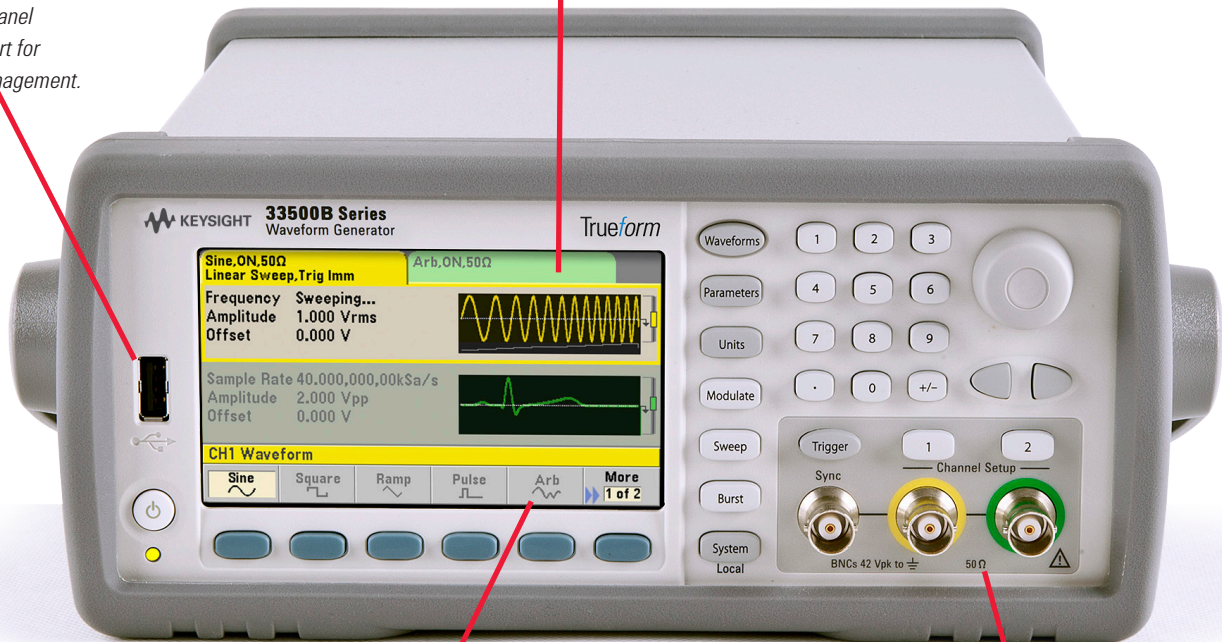 anel
rt for
nagement.
KEYSIGHT
33500B Series
Waveform Generator
Trueform
Sine,ON,50Ω
Linear Sweep,Trig Imm
Arb,ON,50Ω
Frequency Sweeping...
Amplitude 1.000 Vrms
Offset 0.000 V
Sample Rate 40.000,000,00kSa/s
Amplitude 2.000 Vpp
Offset 0.000 V
CH1 Waveform
Sine
Square
Ramp
Pulse
Arb
More
1 of 2
Waveforms
Parameters
Units
Modulate
Sweep
Burst
System
Local
1 2 3
4 5 6
7 8 9
. 0 +/-
Trigger
1
2
Sync
Channel Setup
BNCs 42 Vpk to ⏚
50 Ω